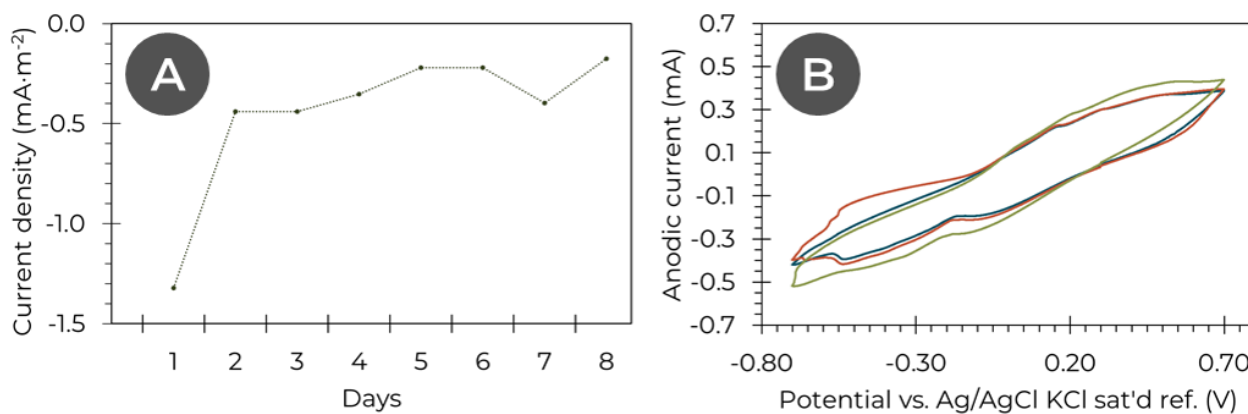 A
Current density (mA·m⁻²)
0.0
-0.5
-1.0
-1.5
1 2 3 4 5 6 7 8
Days
B
Anodic current (mA)
0.7
0.5
0.3
0.1
-0.1
-0.3
-0.5
-0.7
-0.80 -0.30 0.20 0.70
Potential vs. Ag/AgCl KCl sat'd ref. (V)